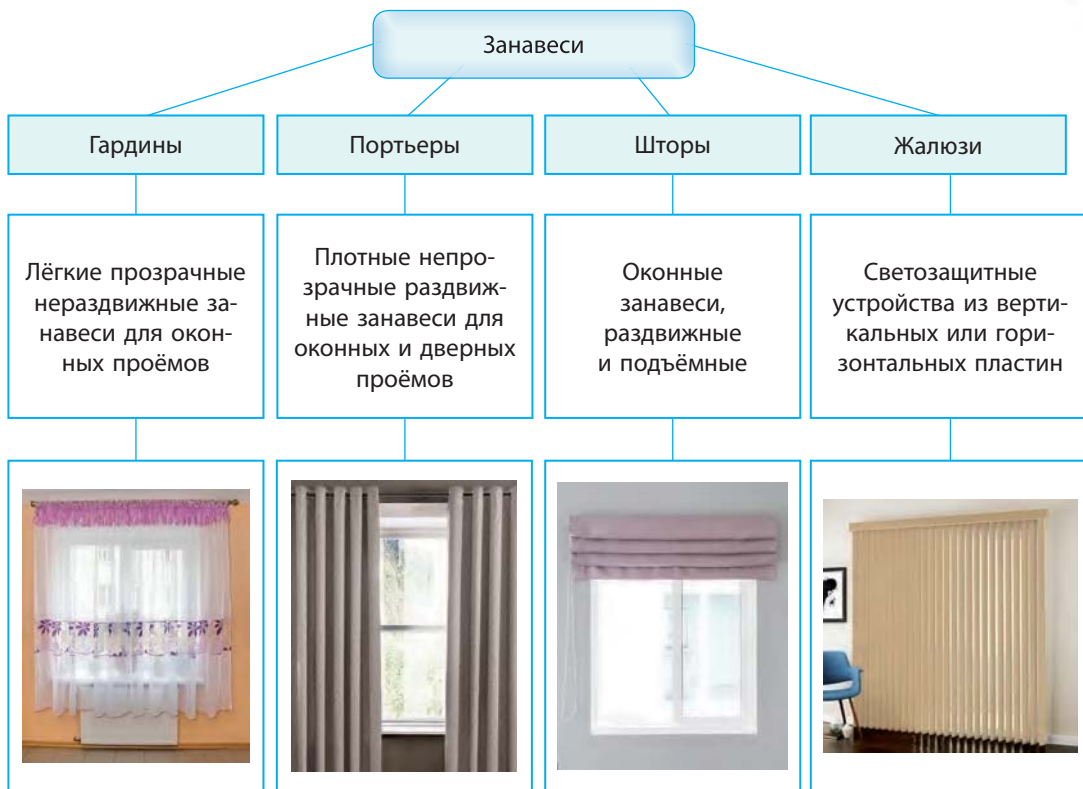 Занавеси
Гардины
Портьеры
Шторы
Жалюзи
Лёгкие прозрачные
нераздвижные за-
навеси для окон-
ных проёмов
Плотные непро-
зрачные раздвиж-
ные занавеси для
оконных и дверных
проёмов
Оконные
занавеси,
раздвижные
и подъёмные
Светозащитные
устройства из верти-
кальных или гори-
зонтальных пластин